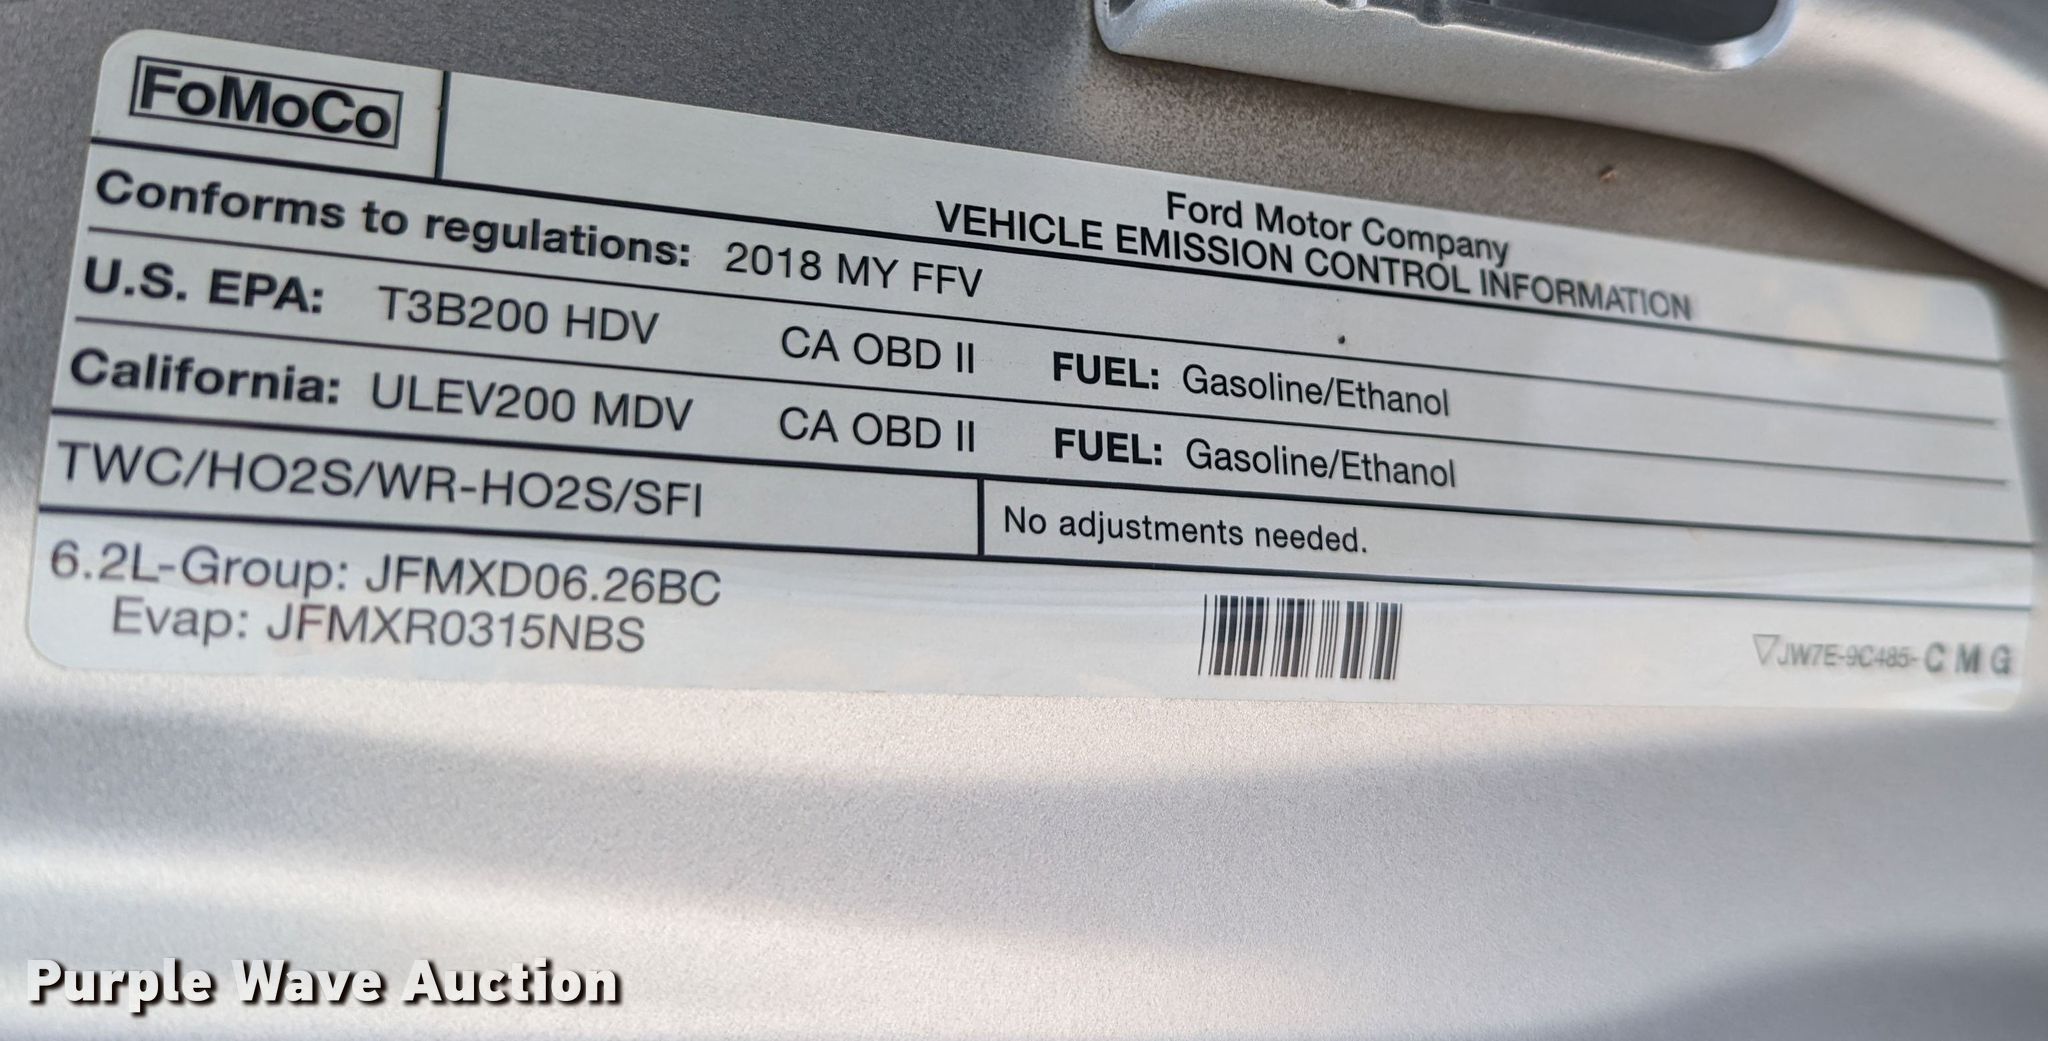 FoMoCo
Ford Motor Company
VEHICLE EMISSION CONTROL INFORMATION
Conforms to regulations: 2018 MY FFV
U.S. EPA: T3B200 HDV CA OBD II FUEL: Gasoline/Ethanol
California: ULEV200 MDV CA OBD II FUEL: Gasoline/Ethanol
TWC/HO2S/WR-HO2S/SFI
No adjustments needed.
6.2L-Group: JFMXD06.26BC
Evap: JFMXR0315NBS
JW7E-9C485- C M G
Purple Wave Auction